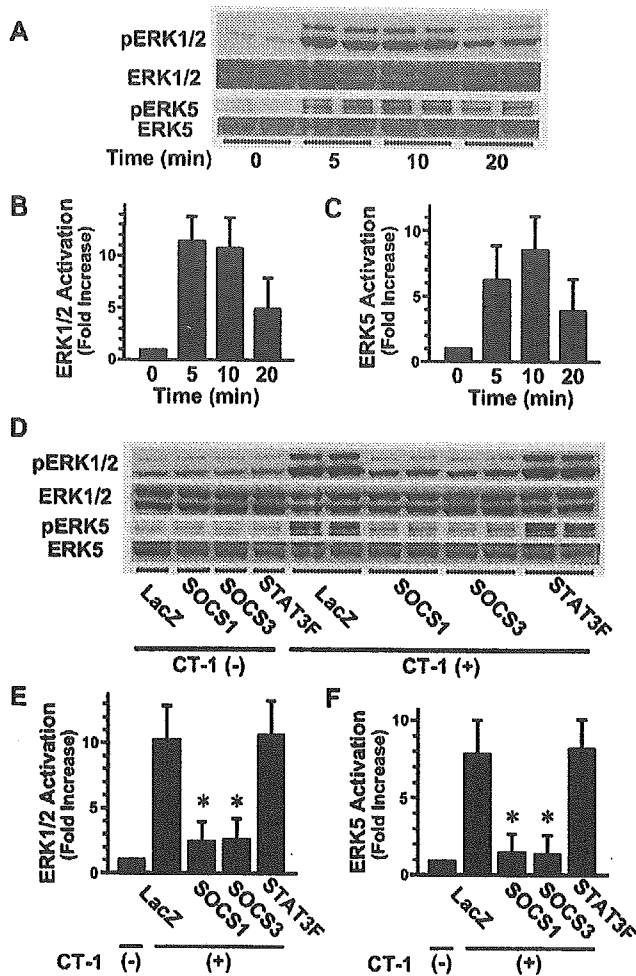 A
pERK1/2
ERK1/2
pERK5
ERK5
Time (min) 0 5 10 20
B
ERK1/2 Activation
(Fold Increase)
10
5
0
0 5 10 20
Time (min)
C
ERK5 Activation
(Fold Increase)
10
5
0
0 5 10 20
Time (min)
D
pERK1/2
ERK1/2
pERK5
ERK5
LacZ SOCS1 SOCS3 STAT3F LacZ SOCS1 SOCS3 STAT3F
CT-1 (-) CT-1 (+)
E
ERK1/2 Activation
(Fold Increase)
10
5
0
* *
LacZ SOCS1 SOCS3 STAT3F
CT-1 (-) (+)
F
ERK5 Activation
(Fold Increase)
10
5
0
* *
LacZ SOCS1 SOCS3 STAT3F
CT-1 (-) (+)